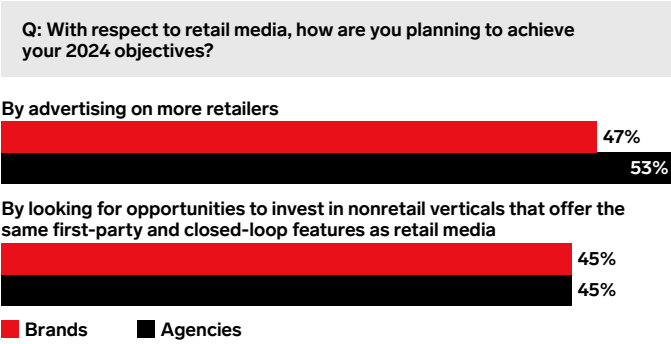 Q: With respect to retail media, how are you planning to achieve
your 2024 objectives?
By advertising on more retailers
47%
53%
By looking for opportunities to invest in nonretail verticals that offer the
same first-party and closed-loop features as retail media
45%
45%
Brands
Agencies